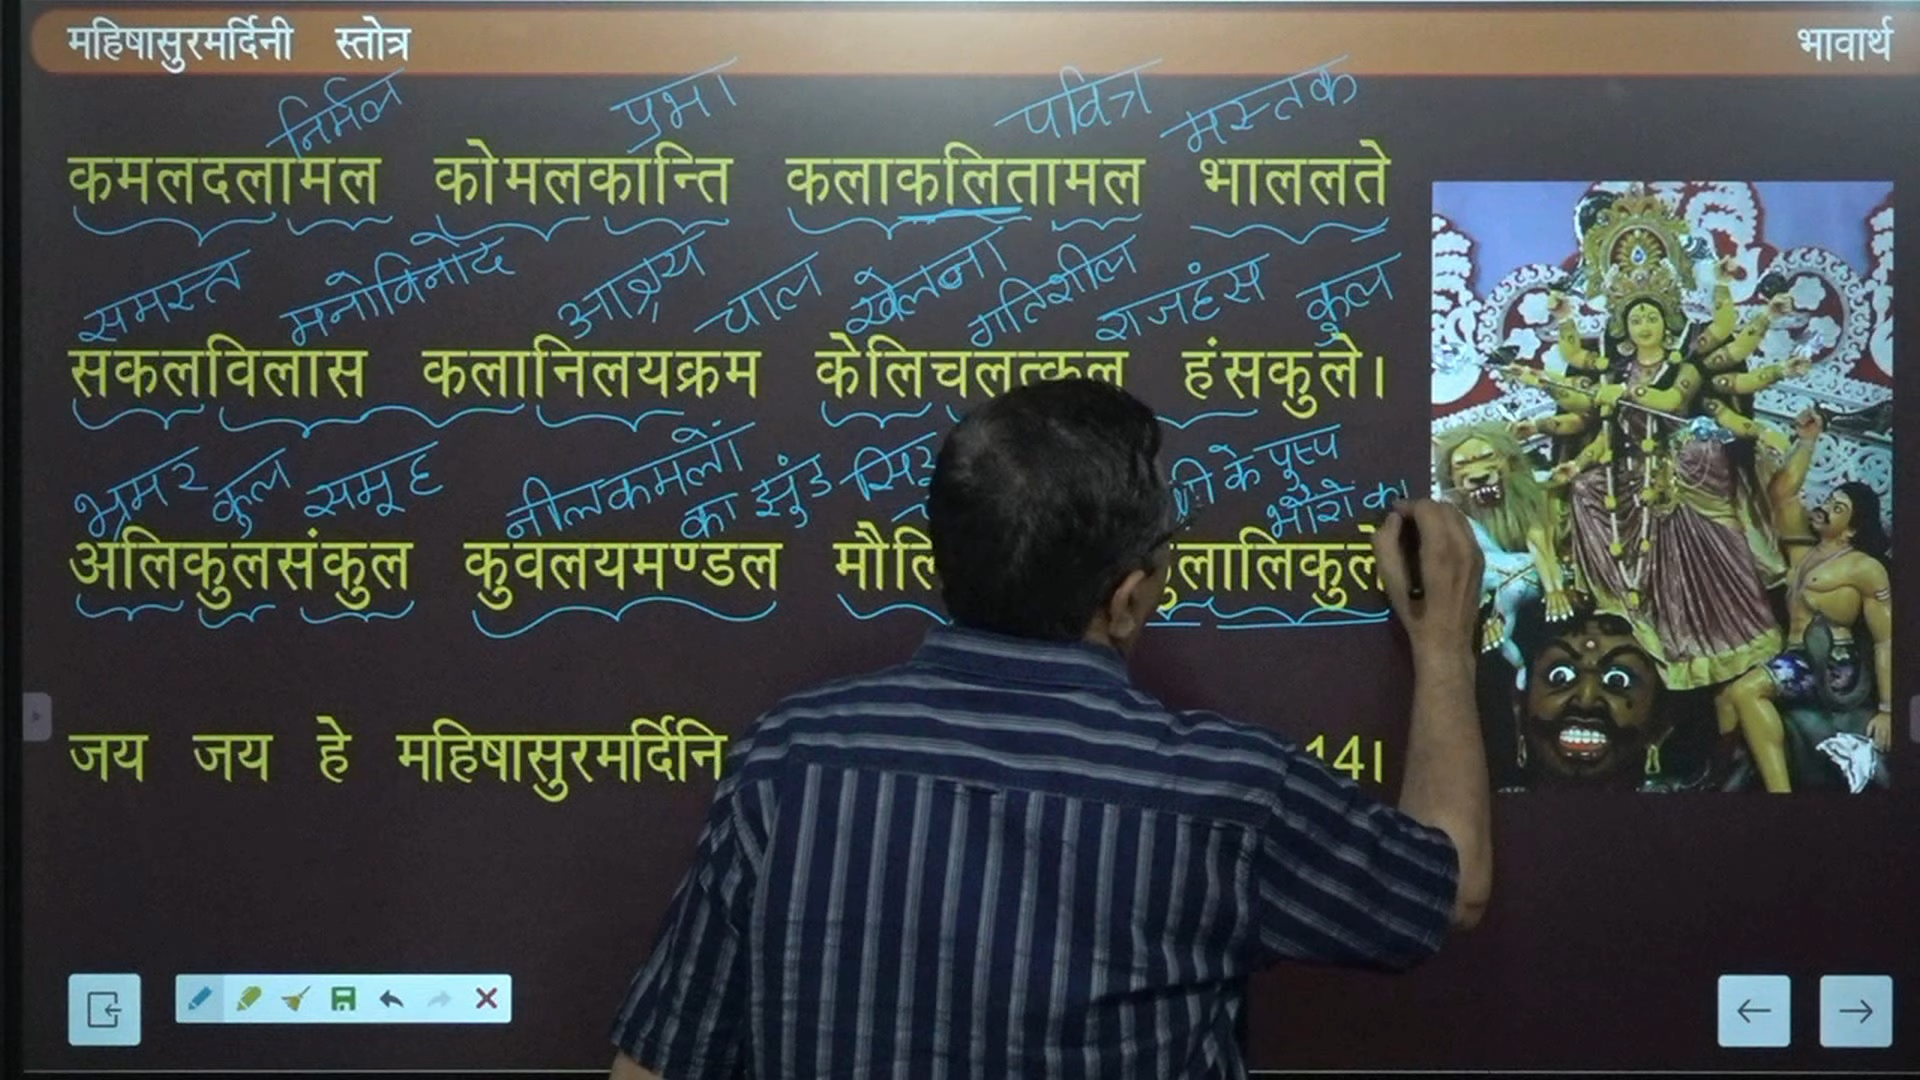 महिषासुरमर्दिनी स्तोत्र भावार्थ
निर्मल प्रभा पवित्र मस्तक
कमलदलामल कोमलकान्ति कलाकलितामल भाललते
समस्त मनोविनोद आश्रय चाल खेलना गतिशील राजहंस कुल
सकलविलास कलानिलयक्रम केलिचलत्कल हंसकुले।
भ्रमर कुल समूह नीलकमलों का झुंड के पुष्प
भौरों का
अलिकुलसंकुल कुवलयमण्डल
जय जय हे महिषासुरमर्दिनि 14।